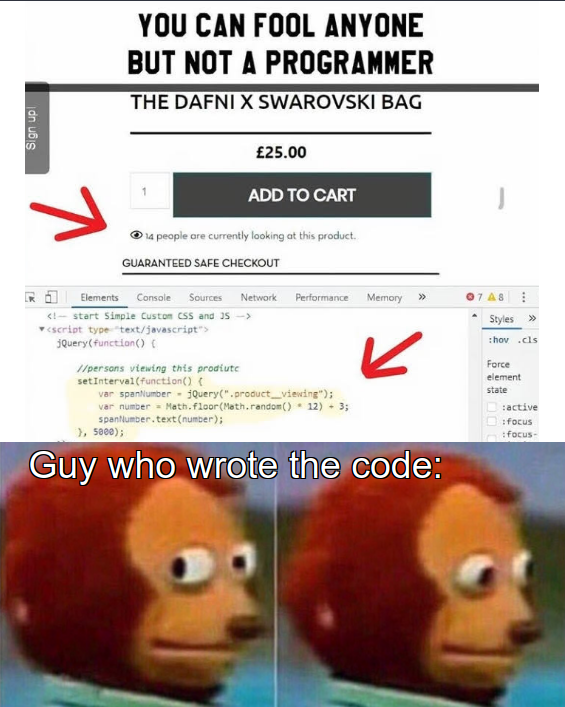 YOU CAN FOOL ANYONE
BUT NOT A PROGRAMMER
Sign up!
THE DAFNI X SWAROVSKI BAG
£25.00
1
ADD TO CART
14 people are currently looking at this product.
GUARANTEED SAFE CHECKOUT
Elements Console Sources Network Performance Memory » 7 8
<!-- start Simple Custom CSS and JS -->
Styles »
▼<script type="text/javascript">
jQuery(function() {
:hov .cls
//persons viewing this prodiutc
setInterval(function() {
var spanNumber = jQuery(".product__viewing");
var number = Math.floor(Math.random() * 12) + 3;
spanNumber.text(number);
}, 5000);
Force
element
state
:active
:focus
:focus-
Guy who wrote the code: